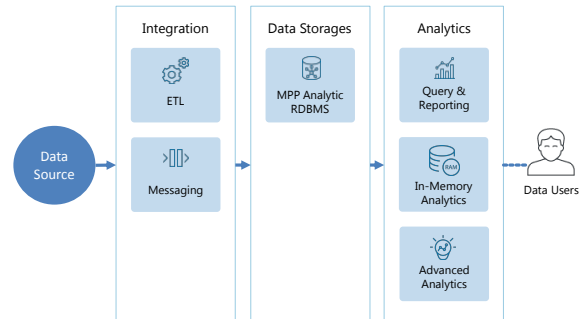 Integration
Data Storages
Analytics
ETL
MPP Analytic
RDBMS
Query &
Reporting
Data
Source
Messaging
RAM
In-Memory
Analytics
Data Users
Advanced
Analytics